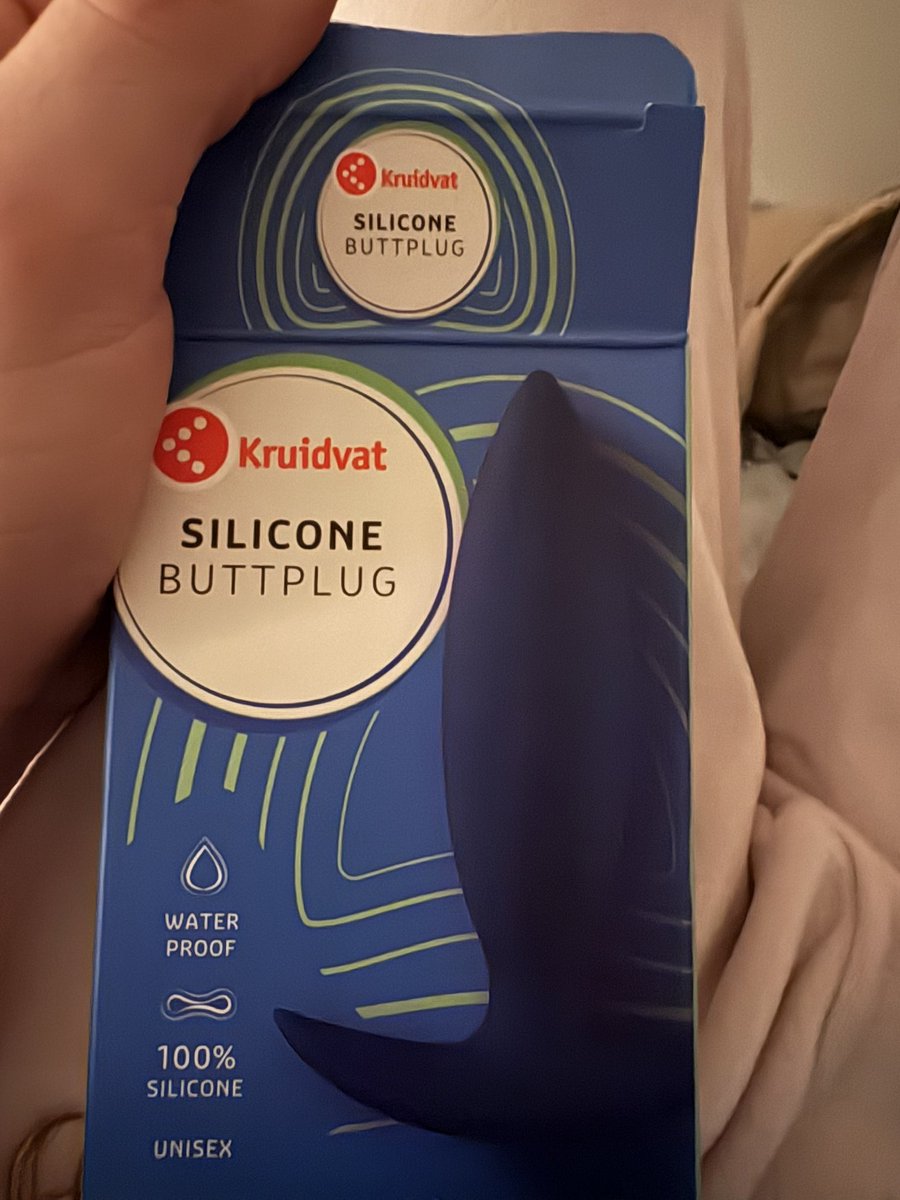 Kruidvat
SILICONE
BUTTPLUG
Kruidvat
SILICONE
BUTTPLUG
WATER
PROOF
100%
SILICONE
UNISEX